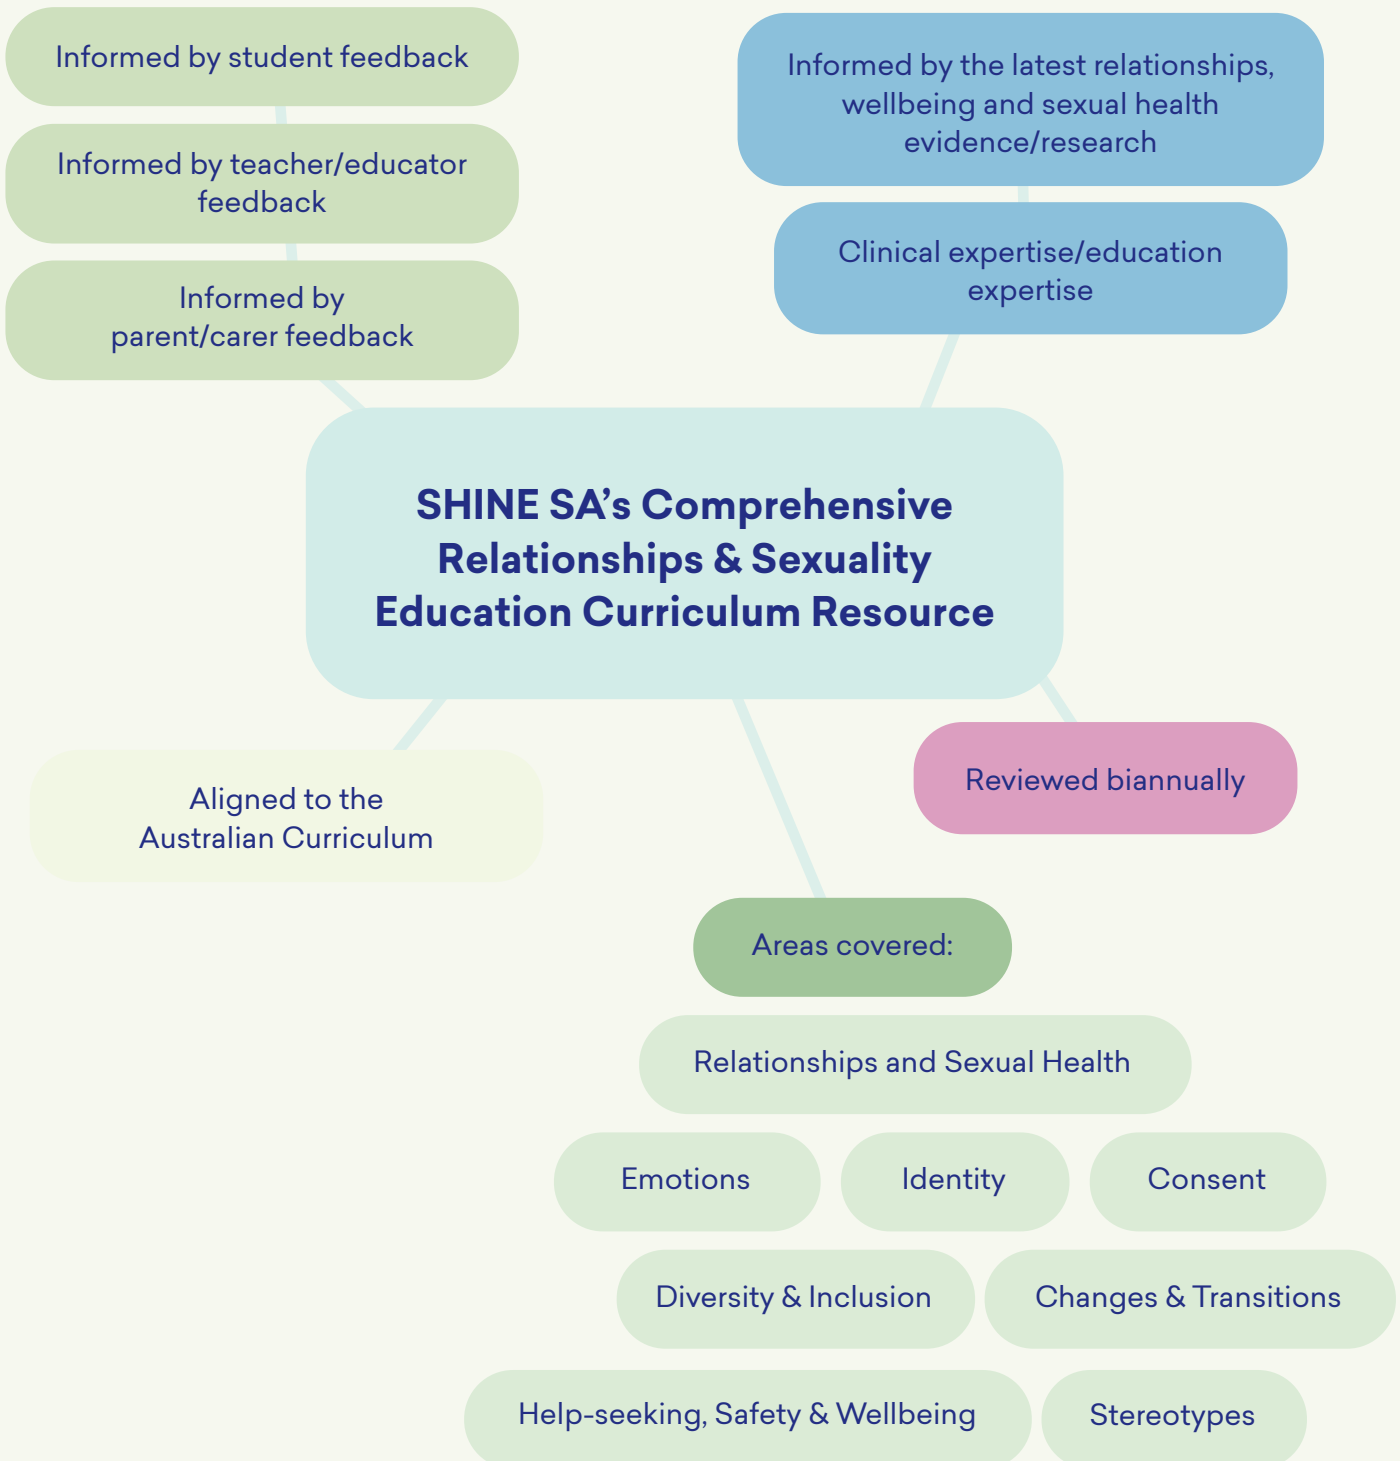 Informed by student feedback
Informed by teacher/educator
feedback
Informed by
parent/carer feedback
Informed by the latest relationships,
wellbeing and sexual health
evidence/research
Clinical expertise/education
expertise
SHINE SA’s Comprehensive
Relationships & Sexuality
Education Curriculum Resource
Aligned to the
Australian Curriculum
Reviewed biannually
Areas covered:
Relationships and Sexual Health
Emotions
Identity
Consent
Diversity & Inclusion
Changes & Transitions
Help-seeking, Safety & Wellbeing
Stereotypes